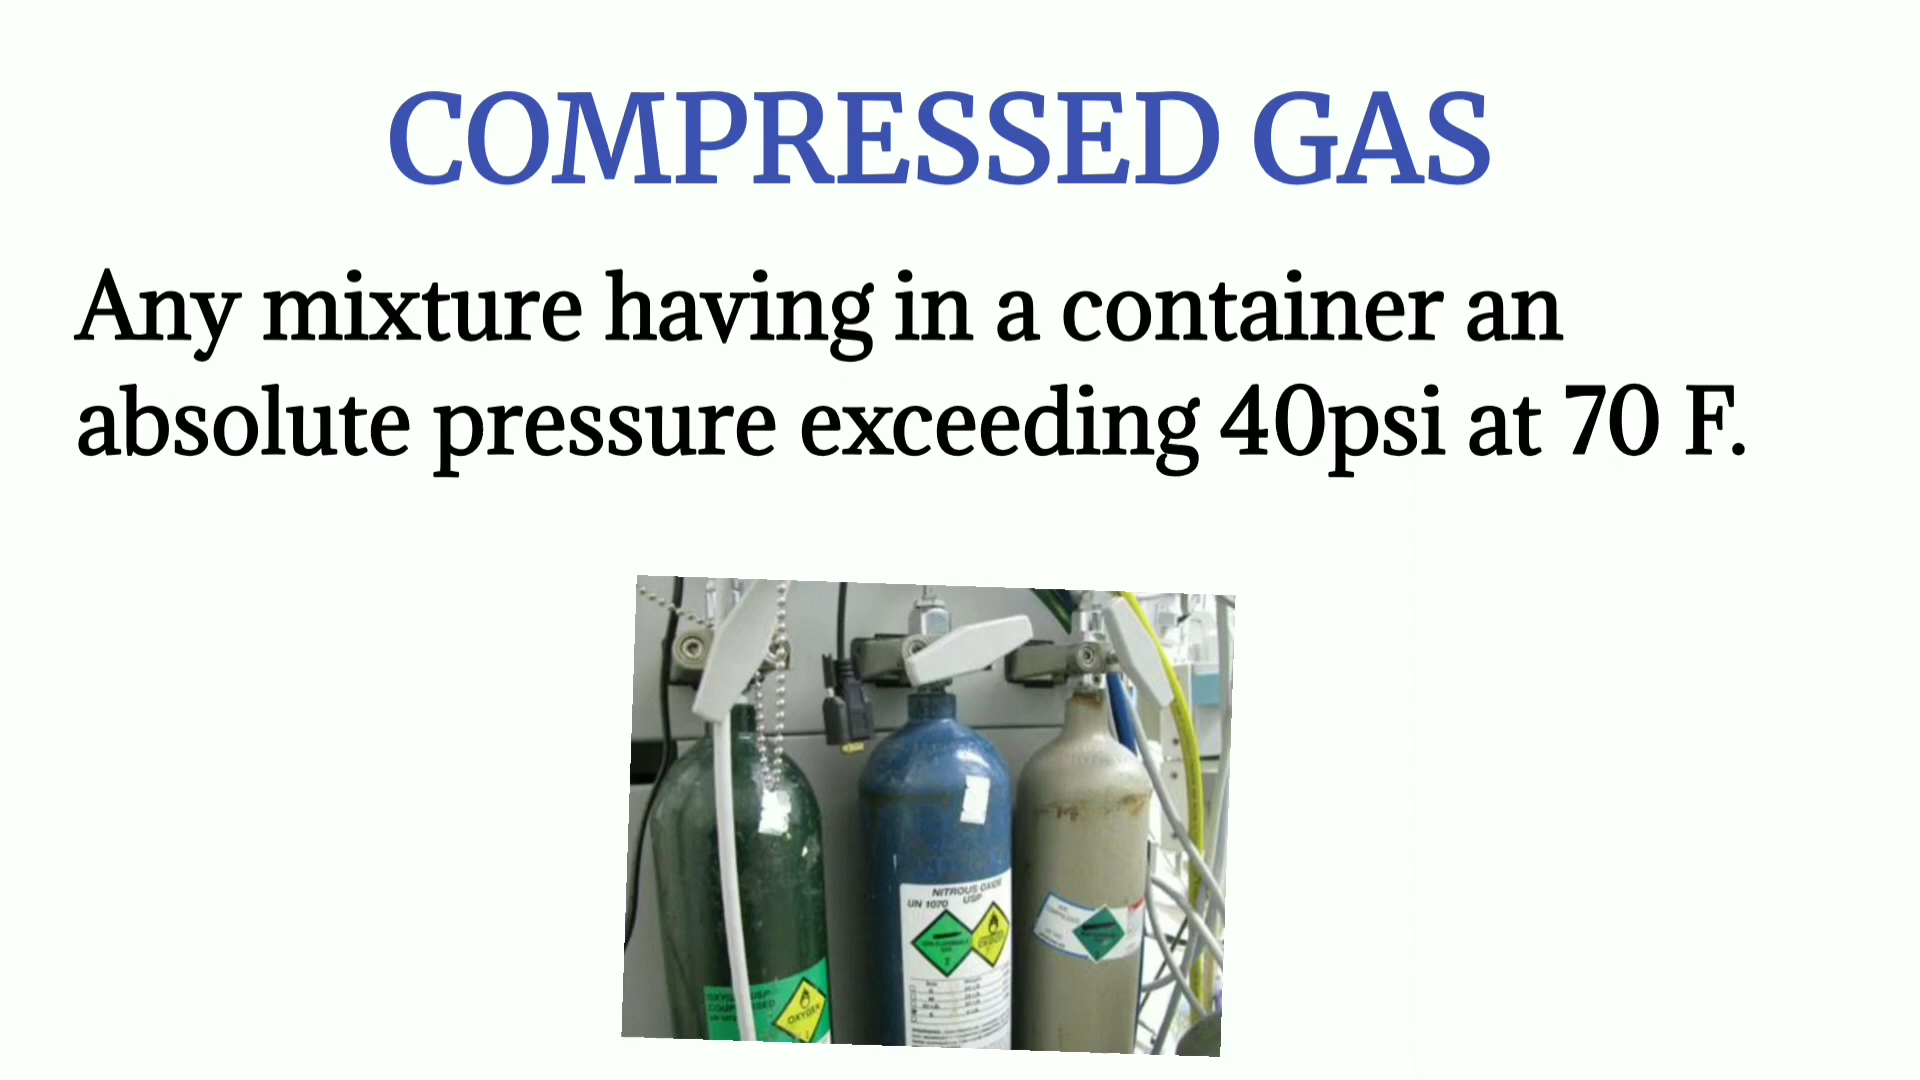 COMPRESSED GAS
Any mixture having in a container an
absolute pressure exceeding 40psi at 70 F.
NITROUS OXIDE
UN 1070 USP
OXYGEN